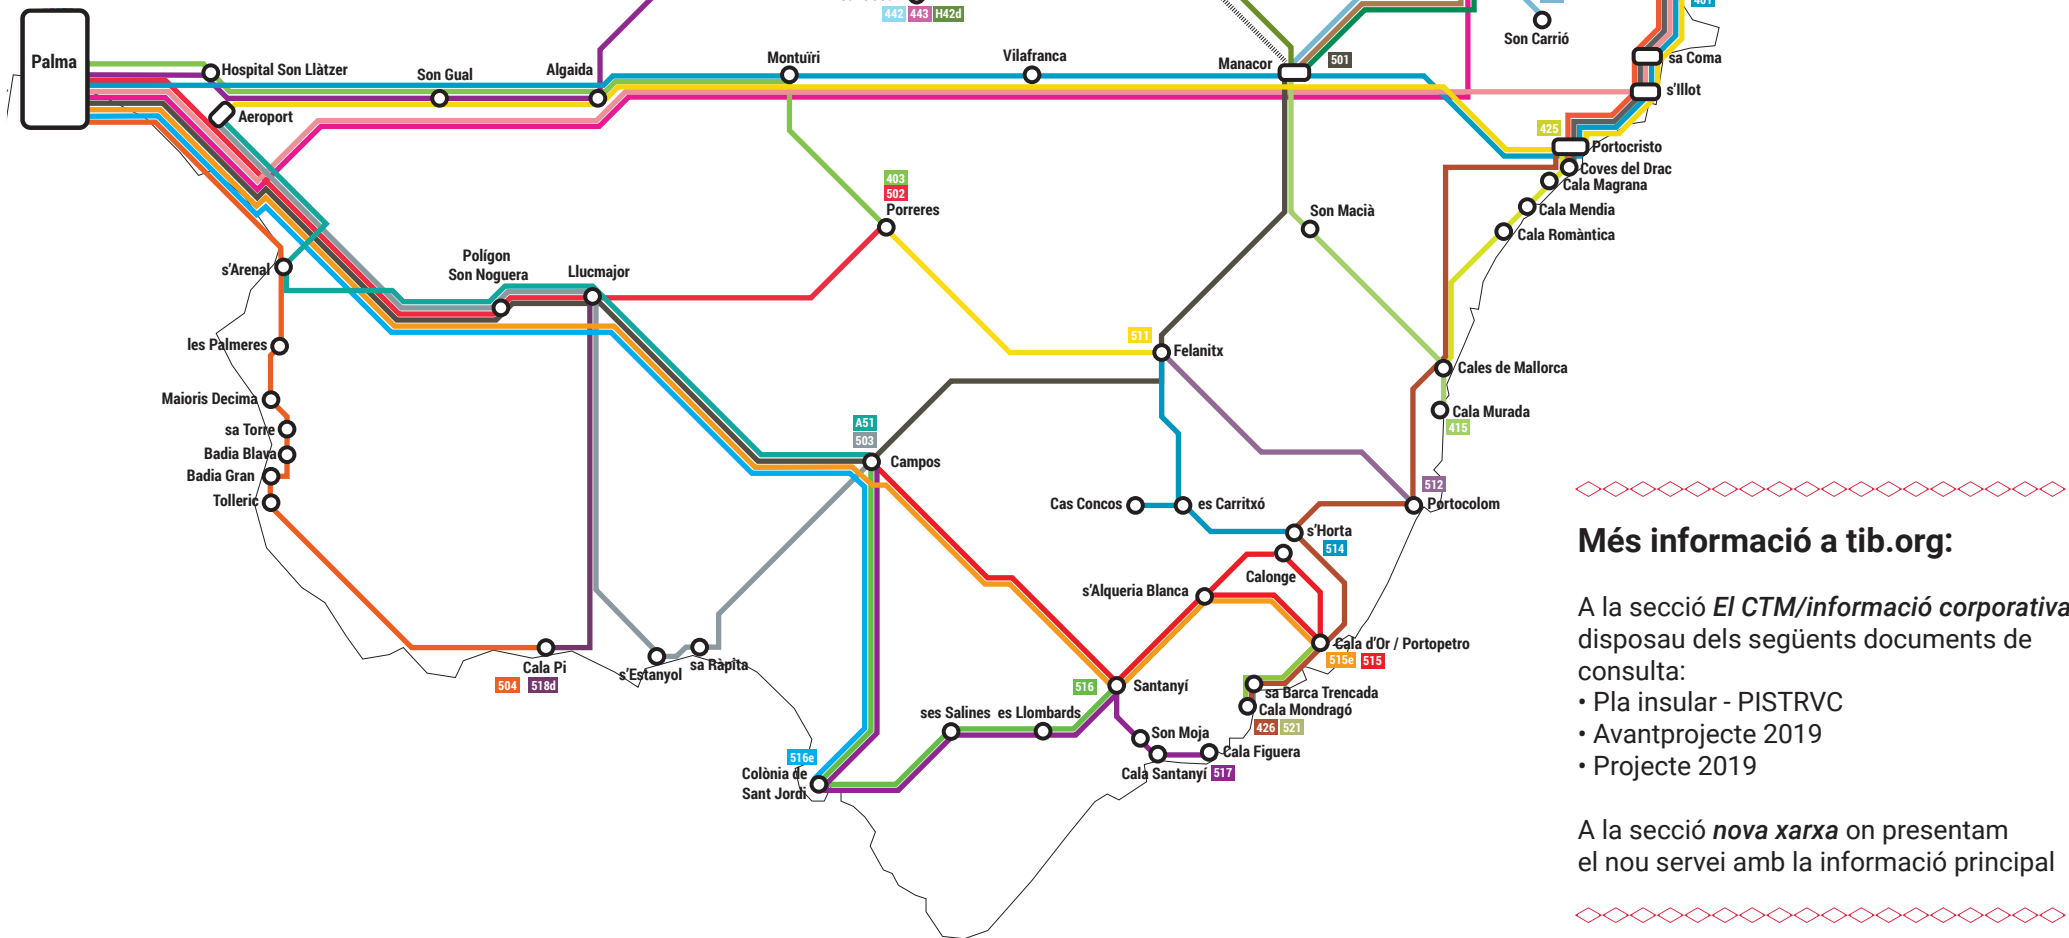 442 443 H42d
401
Son Carrió
Palma
Hospital Son Llàtzer
Son Gual
Algaida
Montuïri
Vilafranca
Manacor
501
sa Coma
s'Illot
Aeroport
425
Portocristo
Coves del Drac
Cala Magrana
Cala Mendia
Cala Romàntica
403
502
Porreres
Son Macià
s'Arenal
Polígon
Son Noguera
Llucmajor
les Palmeres
511
Felanitx
Cales de Mallorca
Maioris Decima
sa Torre
Badia Blava
Badia Gran
Tolleric
Cala Murada
415
A51
503
Campos
512
Portocolom
Cas Concos
es Carritxó
s'Horta
514
Calonge
s'Alqueria Blanca
Cala d'Or / Portopetro
515e 515
Cala Pi
504 518d
s'Estanyol
sa Ràpita
516
Santanyí
sa Barca Trencada
Cala Mondragó
426 521
ses Salines
es Llombards
Son Moja
Cala Figuera
Cala Santanyí 517
516e
Colònia de
Sant Jordi
Més informació a tib.org:
A la secció El CTM/informació corporativa
disposau dels següents documents de
consulta:
• Pla insular - PISTRVC
• Avantprojecte 2019
• Projecte 2019
A la secció nova xarxa on presentam
el nou servei amb la informació principal